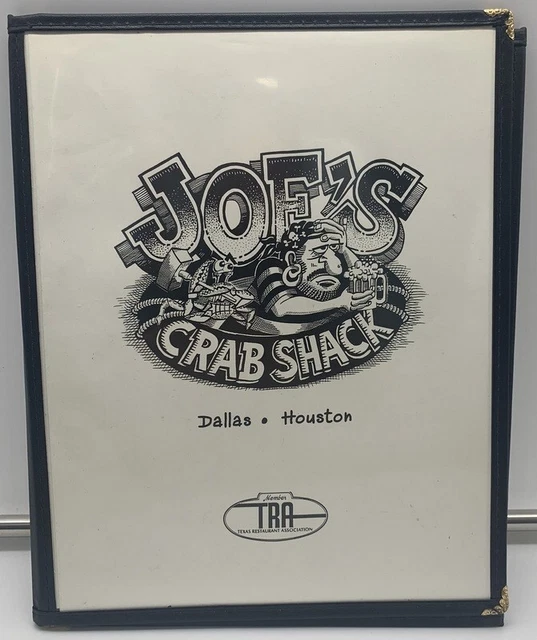 JOE'S
CRAB SHACK
Dallas • Houston
Member
TRA
TEXAS RESTAURANT ASSOCIATION